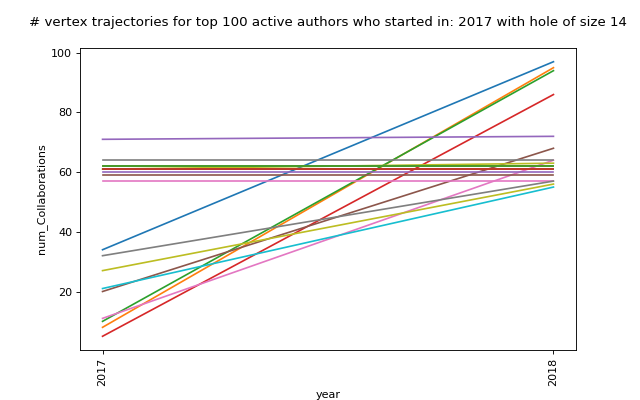 # vertex trajectories for top 100 active authors who started in: 2017 with hole of size 14
100
80
60
40
20
num_Collaborations
2017
2018
year